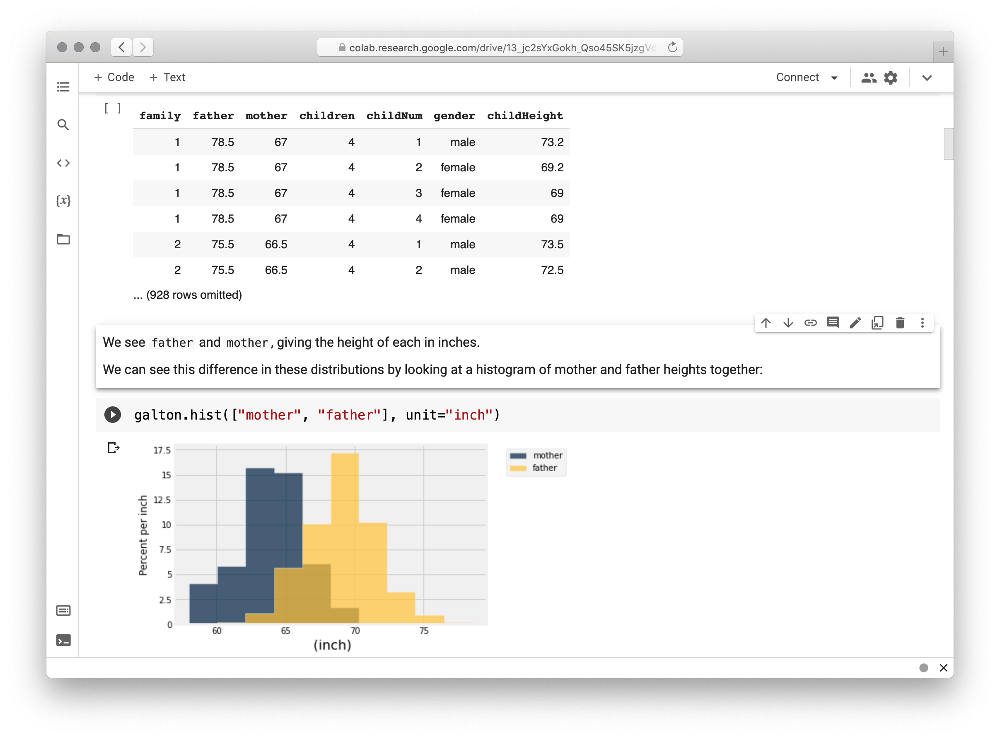 colab.research.google.com/drive/13_jc2sYxGokh_Qso45SK5jzgVc
+ Code + Text Connect
[ ]
family father mother children childNum gender childHeight
1 78.5 67 4 1 male 73.2
1 78.5 67 4 2 female 69.2
1 78.5 67 4 3 female 69
1 78.5 67 4 4 female 69
2 75.5 66.5 4 1 male 73.5
2 75.5 66.5 4 2 male 72.5
... (928 rows omitted)
We see father and mother, giving the height of each in inches.
We can see this difference in these distributions by looking at a histogram of mother and father heights together:
galton.hist(["mother", "father"], unit="inch")
mother
father
Percent per inch
17.5
15
12.5
10
7.5
5
2.5
0
60 65 70 75
(inch)
{x}